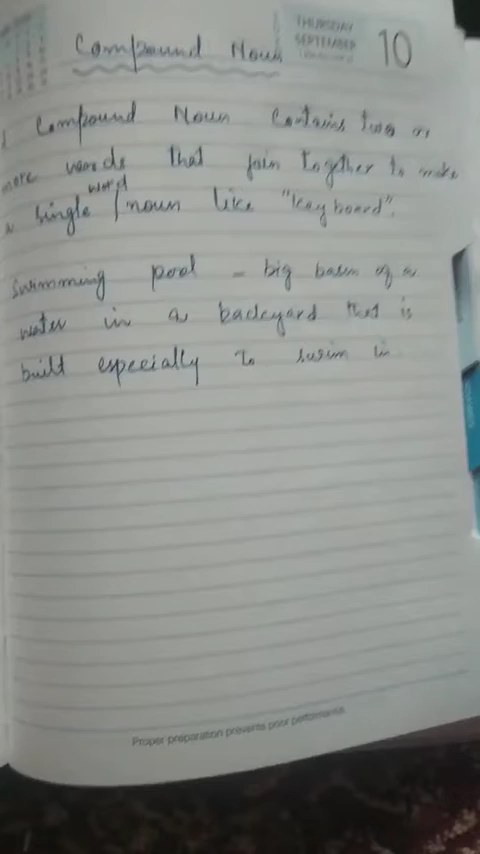 THURSDAY
SEPTEMBER
10
Compound Noun
Compound Noun Contains two or
more words that join together to make
word
a single / noun like "key board".
swimming pool - big basin of a
water in a backyard that is
built especially to swim in
Proper preparation prevents poor performance.